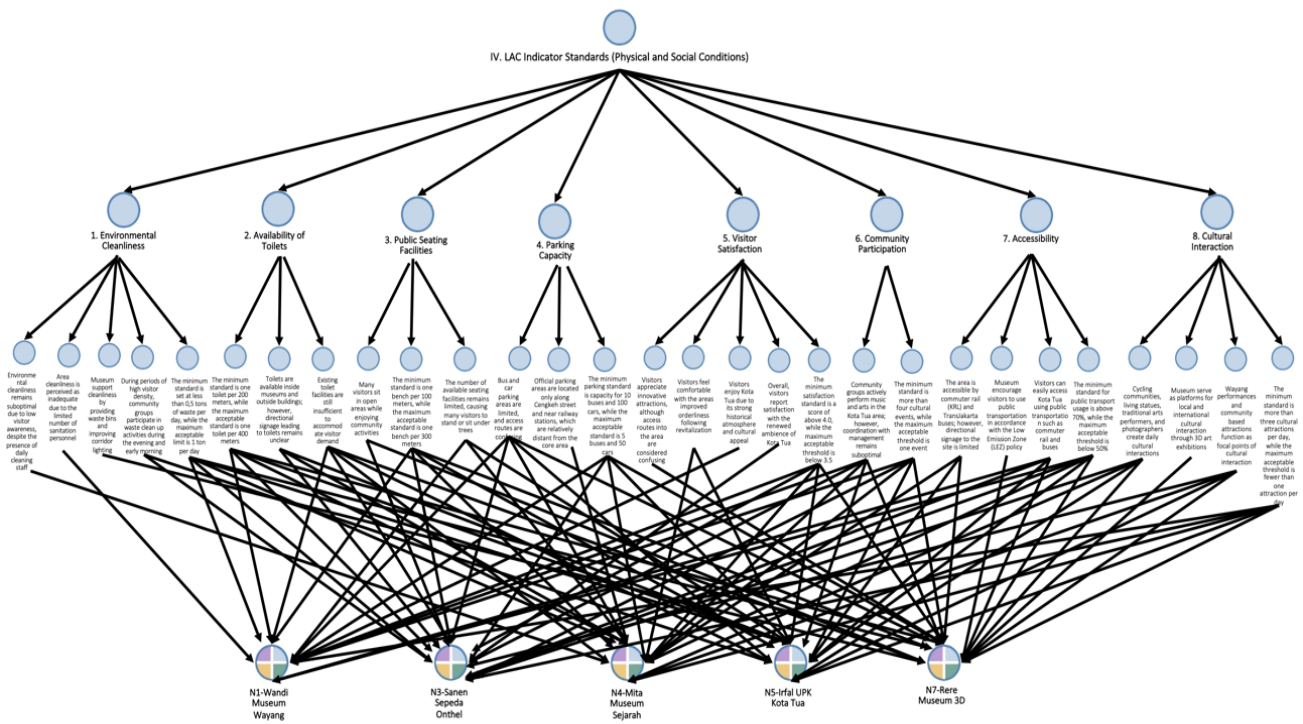 IV. LAC Indicator Standards (Physical and Social Conditions)
1. Environmental
Cleanliness
2. Availability of
Toilets
3. Public Seating
Facilities
4. Parking
Capacity
5. Visitor
Satisfaction
6. Community
Participation
7. Accessibility
8. Cultural
Interaction
Environme
ntal
cleanliness
remains
suboptimal
due to low
visitor
awareness,
despite the
presence of
daily
cleaning
staff
Area
cleanliness is
perceived as
inadequate
due to the
limited
number of
sanitation
personnel
Museum
support
cleanliness
by
providing
waste bins
and
improving
corridor
lighting
During periods of
high visitor
density,
community
groups
participate in
waste clean up
activities during
the evening and
early morning
The minimum
standard is
set at less
than 0,5 tons
of waste per
day, while the
maximum
acceptable
limit is 1 ton
per day
The minimum
standard is one
toilet per 200
meters, while
the maximum
acceptable
standard is one
toilet per 400
meters
Toilets are
available inside
museums and
outside buildings;
however,
directional
signage leading
to toilets remains
unclear
Existing
toilet
facilities are
still
insufficient
to
accommod
ate visitor
demand
Many
visitors sit
in open
areas while
enjoying
community
activities
The minimum
standard is one
bench per 100
meters, while
the maximum
acceptable
standard is one
bench per 300
meters
The number of
available seating
facilities remains
limited, causing
many visitors to
stand or sit under
trees
Bus and
car
parking
areas are
limited,
and access
routes are
confusing
Official parking
areas are located
only along
Cengkeh street
and near railway
stations, which
are relatively
distant from the
core area
The minimum
parking standard
is capacity for 10
buses and 100
cars, while the
maximum
acceptable
standard is 5
buses and 50
cars
Visitors
appreciate
innovative
attractions,
although
access
routes into
the area
are
considered
confusing
Visitors feel
comfortable
with the areas
improved
orderliness
following
revitalization
Visitors
enjoy Kota
Tua due to
its strong
historical
atmosphere
and cultural
appeal
Overall,
visitors
report
satisfaction
with the
renewed
ambience of
Kota Tua
The
minimum
satisfaction
standard is a
score of
above 4.0,
while the
maximum
acceptable
threshold is
below 3.5
Community
groups actively
perform music
and arts in the
Kota Tua area;
however,
coordination with
management
remains
suboptimal
The minimum
standard is
more than
four cultural
events, while
the maximum
acceptable
threshold is
one event
The area is
accessible by
commuter rail
(KRL) and
Transjakarta
buses; however,
directional
signage to the
site is limited
Museum
encourage
visitors to use
public
transportation
in accordance
with the Low
Emission Zone
(LEZ) policy
Visitors can
easily access
Kota Tua
using public
transportatio
n such as
commuter
rail and
buses
The minimum
standard for
public transport
usage is above
70%, while the
maximum
acceptable
threshold is
below 50%
Cycling
communities,
living statues,
traditional arts
performers, and
photographers
create daily
cultural
interactions
Museum serve
as platforms for
local and
international
cultural
interaction
through 3D art
exhibitions
Wayang
performances
and
community
based
attractions
function as
focal points of
cultural
interaction
The
minimum
standard is
more than
three cultural
attractions
per day,
while the
maximum
acceptable
threshold is
fewer than
one
attraction per
day
N1-Wandi
Museum
Wayang
N3-Sanen
Sepeda
Onthel
N4-Mita
Museum
Sejarah
N5-Irfal UPK
Kota Tua
N7-Rere
Museum 3D